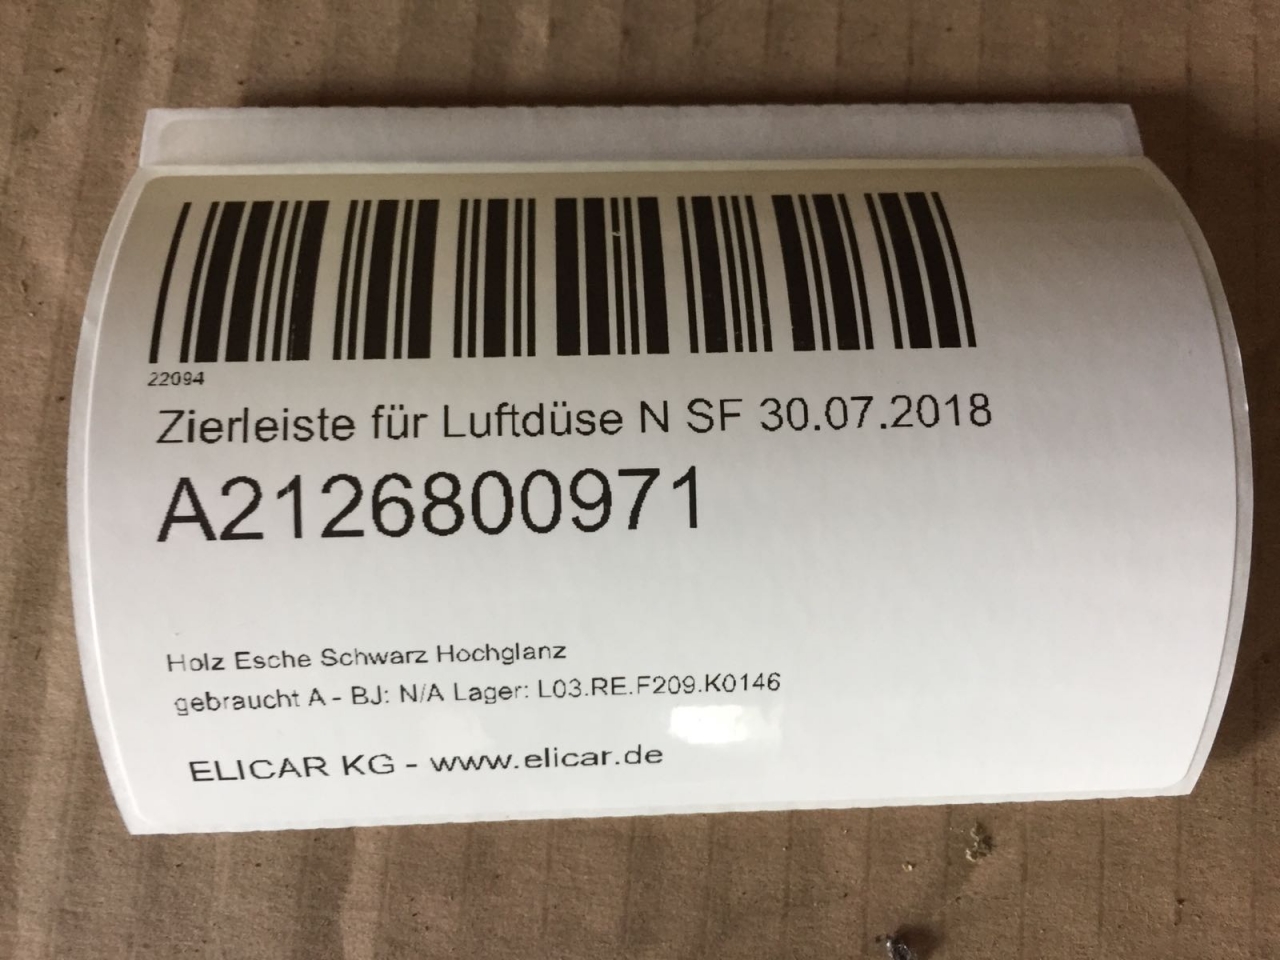 22094
Zierleiste für Luftdüse N SF 30.07.2018
A2126800971
Holz Esche Schwarz Hochglanz
gebraucht A - BJ: N/A Lager: L03.RE.F209.K0146
ELICAR KG - www.elicar.de